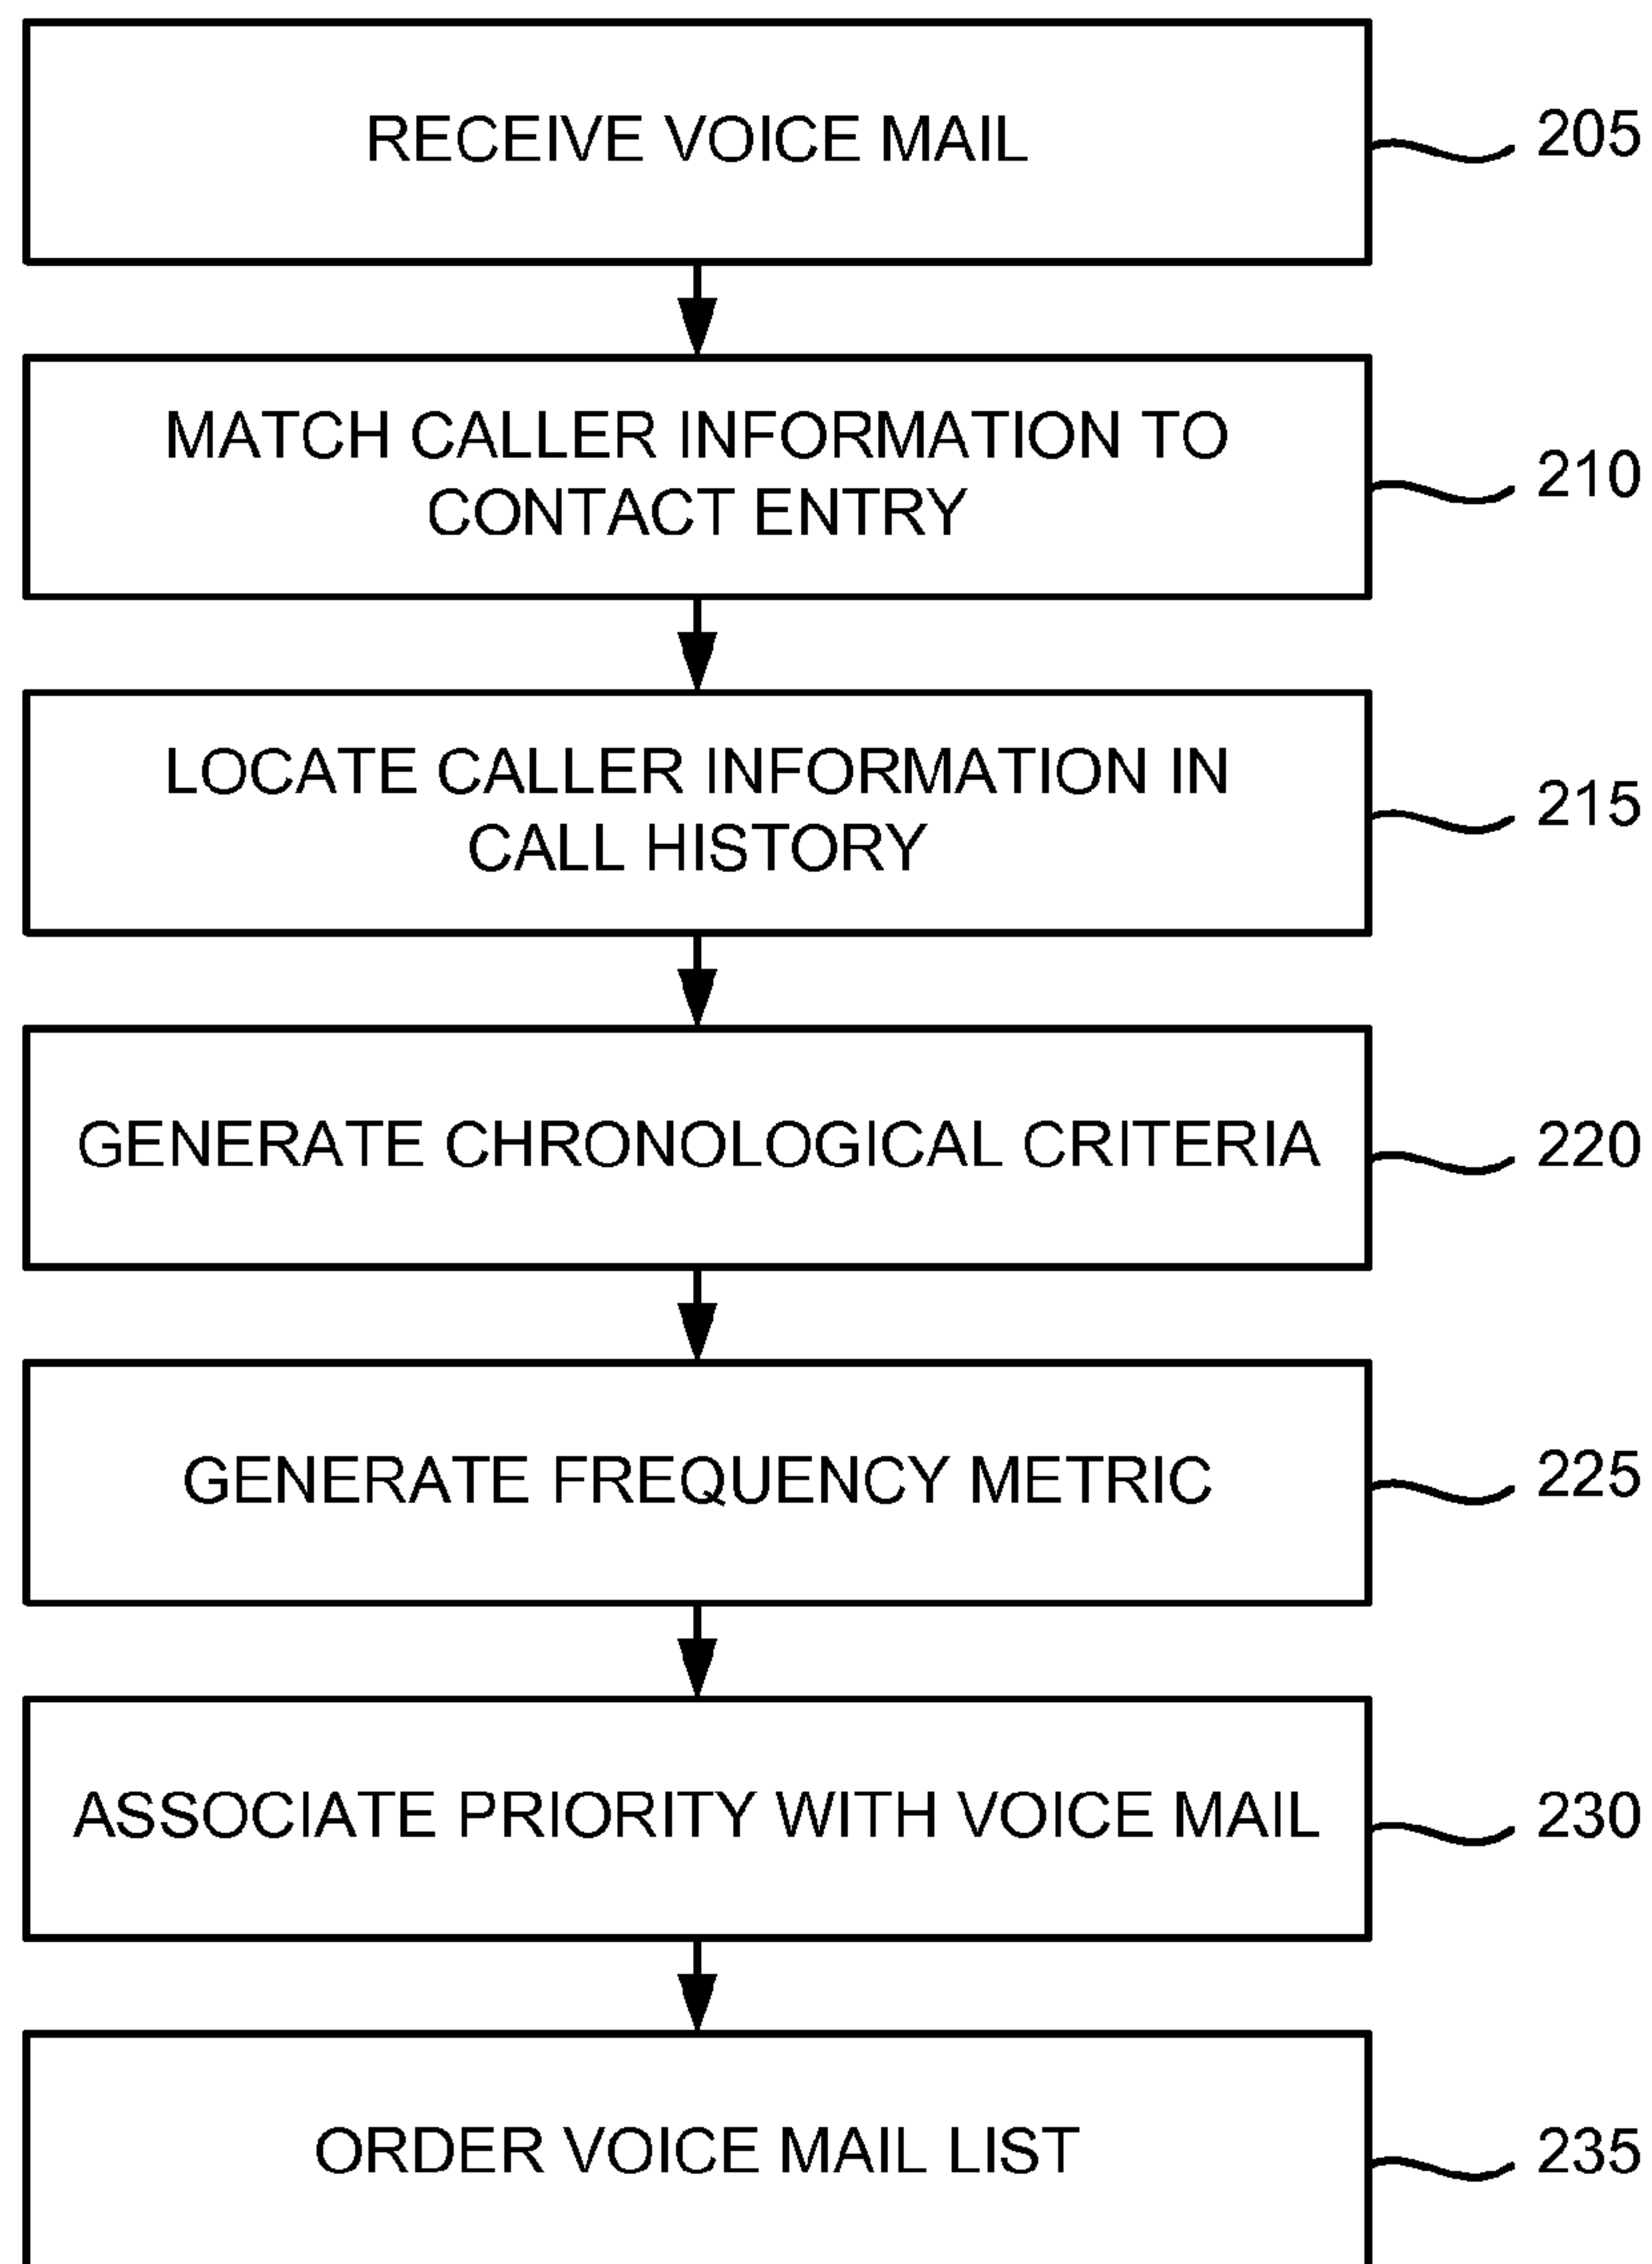 RECEIVE VOICE MAIL
205
MATCH CALLER INFORMATION TO
CONTACT ENTRY
210
LOCATE CALLER INFORMATION IN
CALL HISTORY
215
GENERATE CHRONOLOGICAL CRITERIA
220
GENERATE FREQUENCY METRIC
225
ASSOCIATE PRIORITY WITH VOICE MAIL
230
ORDER VOICE MAIL LIST
235